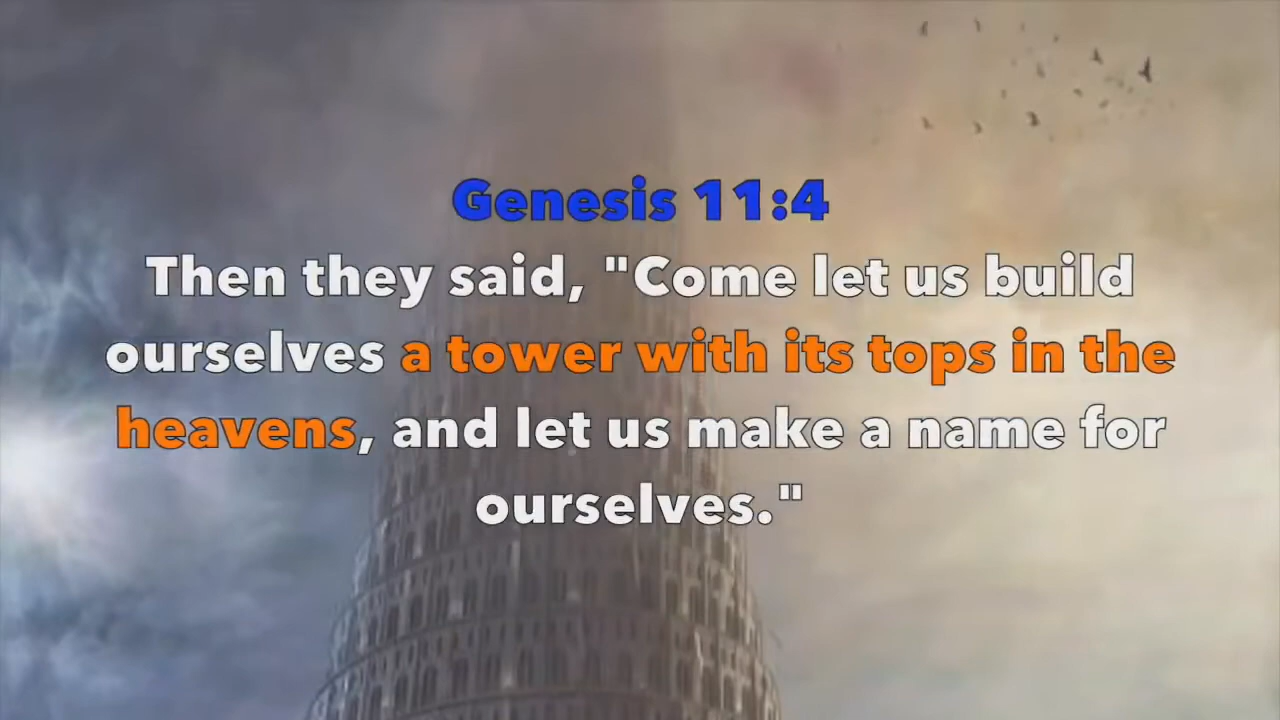 Genesis 11:4
Then they said, "Come let us build
ourselves a tower with its tops in the
heavens, and let us make a name for
ourselves."